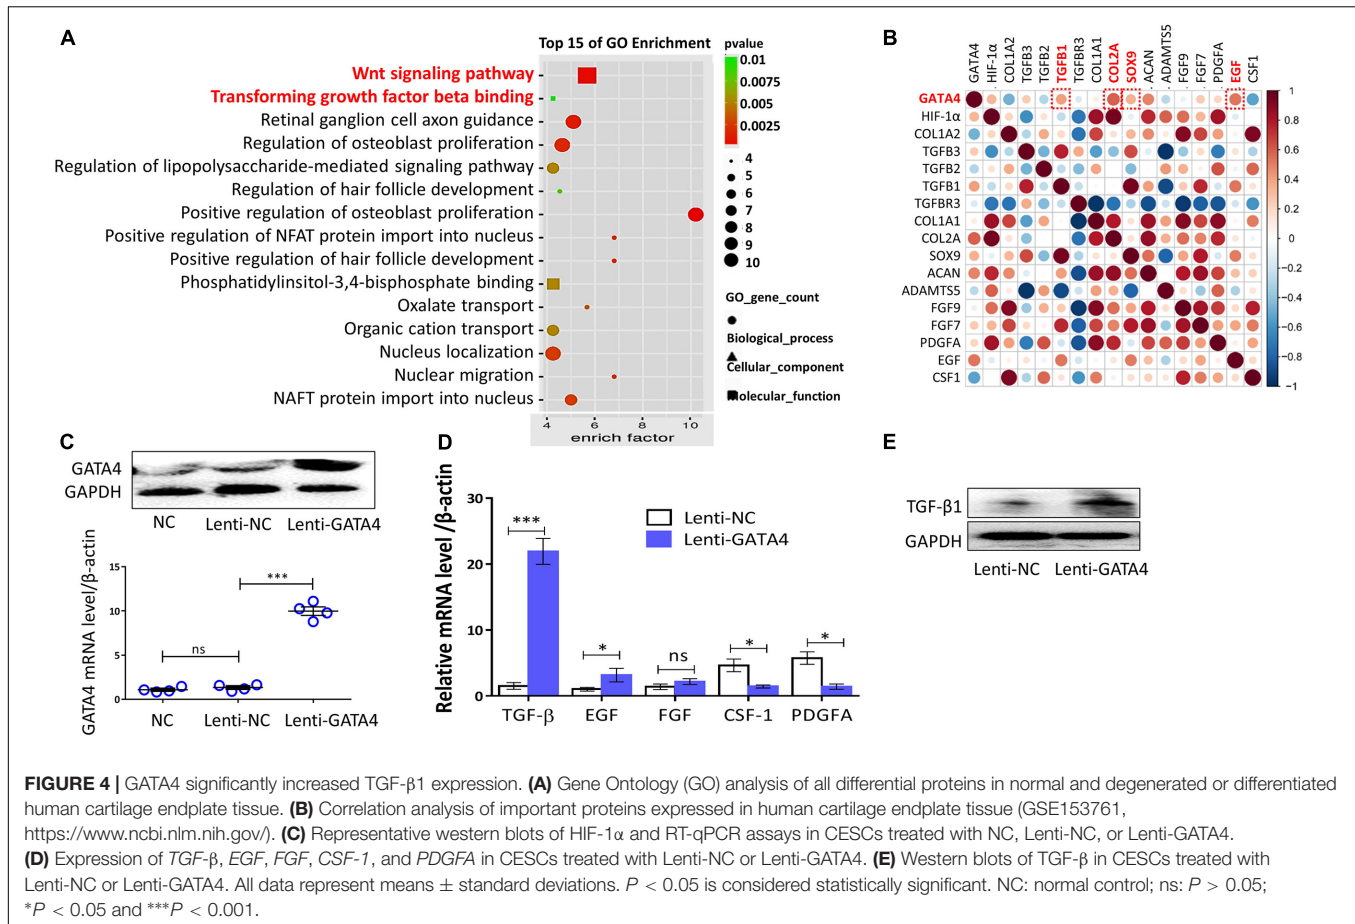 A
Top 15 of GO Enrichment
Wnt signaling pathway
Transforming growth factor beta binding
Retinal ganglion cell axon guidance
Regulation of osteoblast proliferation
Regulation of lipopolysaccharide-mediated signaling pathway
Regulation of hair follicle development
Positive regulation of osteoblast proliferation
Positive regulation of NFAT protein import into nucleus
Positive regulation of hair follicle development
Phosphatidylinsitol-3,4-bisphosphate binding
Oxalate transport
Organic cation transport
Nucleus localization
Nuclear migration
NAFT protein import into nucleus
4 6 8 10
enrich factor
pvalue
0.01
0.0075
0.005
0.0025
4
5
6
7
8
9
10
GO_gene_count
Biological_process
Cellular_component
molecular_function
B
GATA4 HIF-1α COL1A2 TGFB3 TGFB2 TGFB1 TGFBR3 COL1A1 COL2A SOX9 ACAN ADAMTS5 FGF9 FGF7 PDGFA EGF CSF1
GATA4
HIF-1α
COL1A2
TGFB3
TGFB2
TGFB1
TGFBR3
COL1A1
COL2A
SOX9
ACAN
ADAMTS5
FGF9
FGF7
PDGFA
EGF
CSF1
1
0.8
0.6
0.4
0.2
0
-0.2
-0.4
-0.6
-0.8
-1
C
GATA4
GAPDH
NC Lenti-NC Lenti-GATA4
GATA4 mRNA level/β-actin
15
10
5
0
ns
***
NC Lenti-NC Lenti-GATA4
D
Relative mRNA level /β-actin
30
20
10
0
Lenti-NC
Lenti-GATA4
*** * ns * *
TGF-β EGF FGF CSF-1 PDGFA
E
TGF-β1
GAPDH
Lenti-NC Lenti-GATA4
FIGURE 4 | GATA4 significantly increased TGF-β1 expression. (A) Gene Ontology (GO) analysis of all differential proteins in normal and degenerated or differentiated
human cartilage endplate tissue. (B) Correlation analysis of important proteins expressed in human cartilage endplate tissue (GSE153761,
https://www.ncbi.nlm.nih.gov/). (C) Representative western blots of HIF-1α and RT-qPCR assays in CESCs treated with NC, Lenti-NC, or Lenti-GATA4.
(D) Expression of TGF-β, EGF, FGF, CSF-1, and PDGFA in CESCs treated with Lenti-NC or Lenti-GATA4. (E) Western blots of TGF-β in CESCs treated with
Lenti-NC or Lenti-GATA4. All data represent means ± standard deviations. P < 0.05 is considered statistically significant. NC: normal control; ns: P > 0.05;
*P < 0.05 and ***P < 0.001.